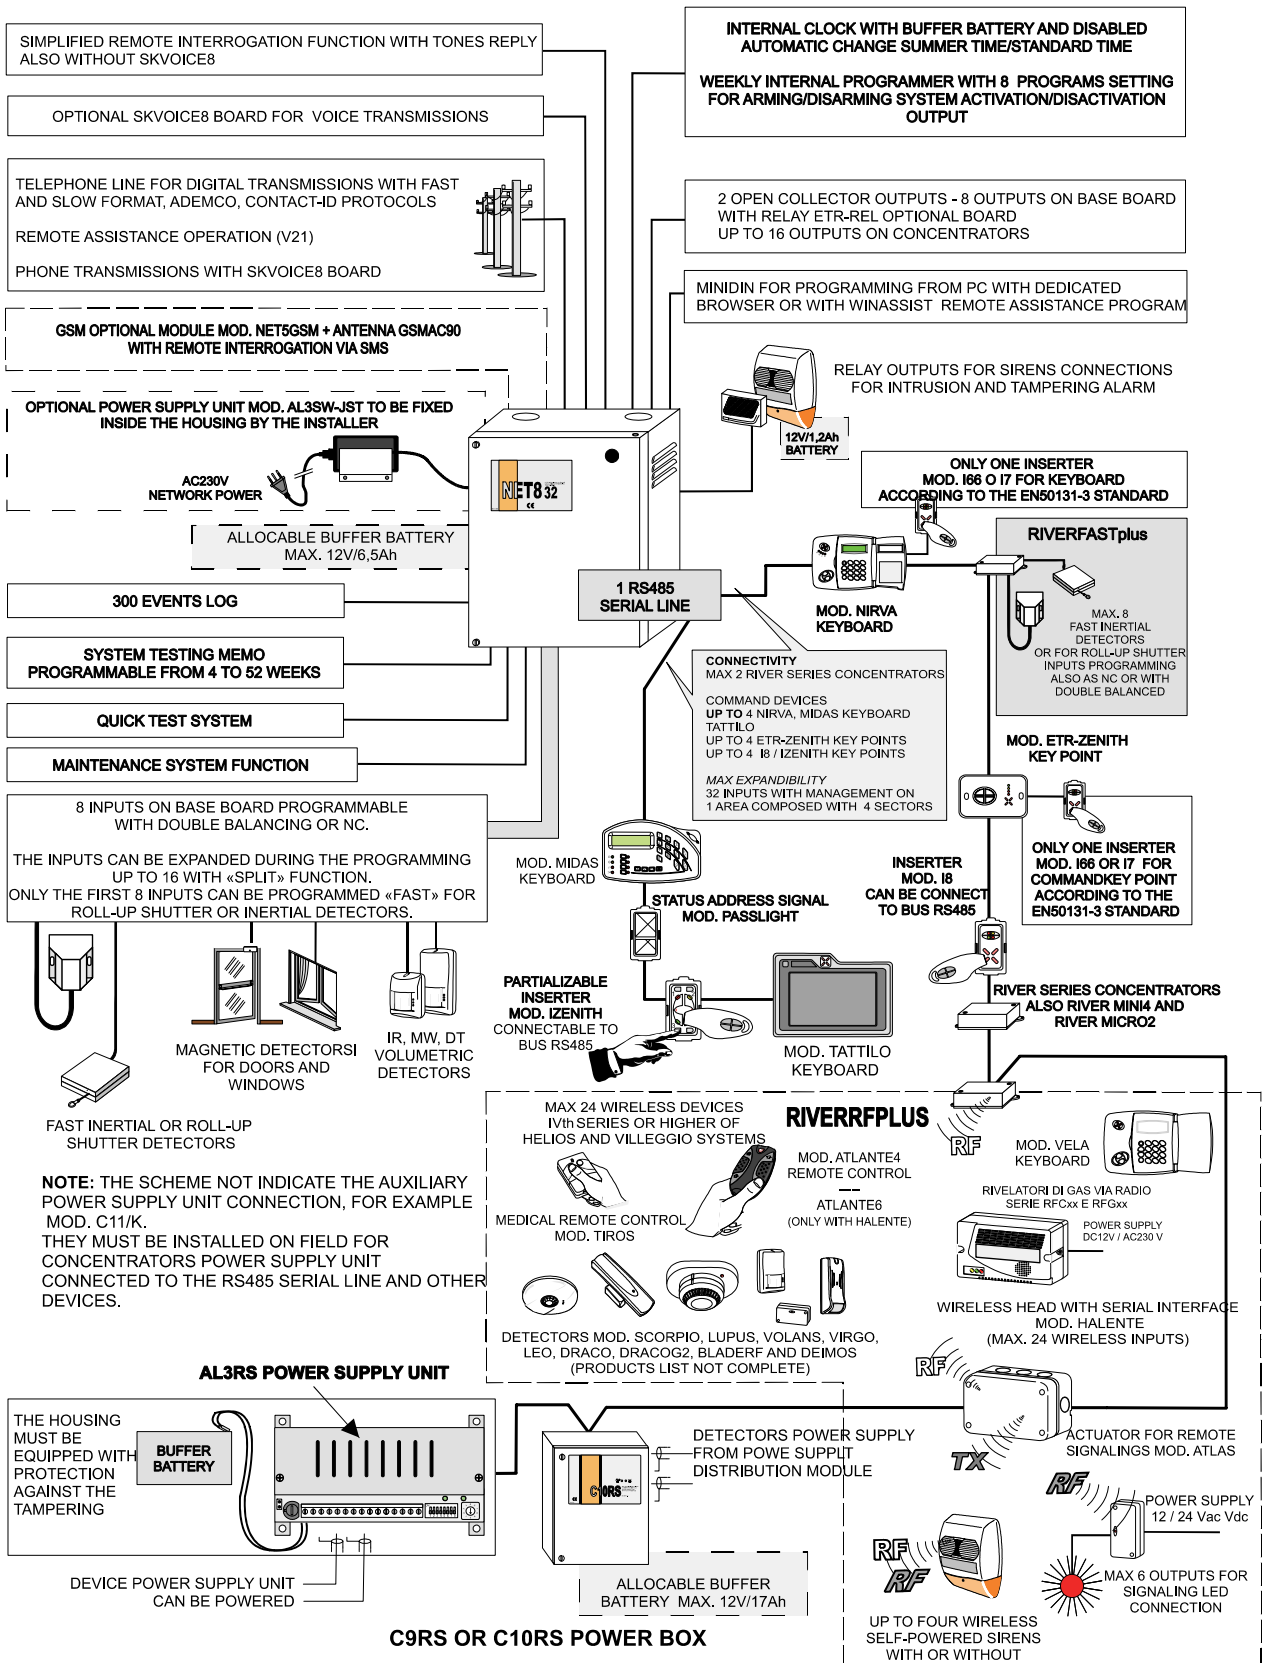 SIMPLIFIED REMOTE INTERROGATION FUNCTION WITH TONES REPLY
ALSO WITHOUT SKVOICE8
INTERNAL CLOCK WITH BUFFER BATTERY AND DISABLED
AUTOMATIC CHANGE SUMMER TIME/STANDARD TIME
WEEKLY INTERNAL PROGRAMMER WITH 8 PROGRAMS SETTING
FOR ARMING/DISARMING SYSTEM ACTIVATION/DISACTIVATION
OUTPUT
OPTIONAL SKVOICE8 BOARD FOR VOICE TRANSMISSIONS
TELEPHONE LINE FOR DIGITAL TRANSMISSIONS WITH FAST
AND SLOW FORMAT, ADEMCO, CONTACT-ID PROTOCOLS
REMOTE ASSISTANCE OPERATION (V21)
PHONE TRANSMISSIONS WITH SKVOICE8 BOARD
2 OPEN COLLECTOR OUTPUTS - 8 OUTPUTS ON BASE BOARD
WITH RELAY ETR-REL OPTIONAL BOARD
UP TO 16 OUTPUTS ON CONCENTRATORS
MINIDIN FOR PROGRAMMING FROM PC WITH DEDICATED
BROWSER OR WITH WINASSIST REMOTE ASSISTANCE PROGRAM
GSM OPTIONAL MODULE MOD. NET5GSM + ANTENNA GSMAC90
WITH REMOTE INTERROGATION VIA SMS
RELAY OUTPUTS FOR SIRENS CONNECTIONS
FOR INTRUSION AND TAMPERING ALARM
12V/1,2Ah
BATTERY
OPTIONAL POWER SUPPLY UNIT MOD. AL3SW-JST TO BE FIXED
INSIDE THE HOUSING BY THE INSTALLER
AC230V
NETWORK POWER
NET8 32
ALLOCABLE BUFFER BATTERY
MAX. 12V/6,5Ah
ONLY ONE INSERTER
MOD. I66 O I7 FOR KEYBOARD
ACCORDING TO THE EN50131-3 STANDARD
RIVERFASTplus
MAX. 8
FAST INERTIAL
DETECTORS
OR FOR ROLL-UP SHUTTER
INPUTS PROGRAMMING
ALSO AS NC OR WITH
DOUBLE BALANCED
1 RS485
SERIAL LINE
MOD. NIRVA
KEYBOARD
300 EVENTS LOG
SYSTEM TESTING MEMO
PROGRAMMABLE FROM 4 TO 52 WEEKS
QUICK TEST SYSTEM
MAINTENANCE SYSTEM FUNCTION
CONNECTIVITY
MAX 2 RIVER SERIES CONCENTRATORS
COMMAND DEVICES
UP TO 4 NIRVA, MIDAS KEYBOARD
TATTILO
UP TO 4 ETR-ZENITH KEY POINTS
UP TO 4 I8 / IZENITH KEY POINTS
MAX EXPANDIBILITY
32 INPUTS WITH MANAGEMENT ON
1 AREA COMPOSED WITH 4 SECTORS
MOD. ETR-ZENITH
KEY POINT
8 INPUTS ON BASE BOARD PROGRAMMABLE
WITH DOUBLE BALANCING OR NC.
THE INPUTS CAN BE EXPANDED DURING THE PROGRAMMING
UP TO 16 WITH «SPLIT» FUNCTION.
ONLY THE FIRST 8 INPUTS CAN BE PROGRAMMED «FAST» FOR
ROLL-UP SHUTTER OR INERTIAL DETECTORS.
MOD. MIDAS
KEYBOARD
STATUS ADDRESS SIGNAL
MOD. PASSLIGHT
INSERTER
MOD. I8
CAN BE CONNECT
TO BUS RS485
ONLY ONE INSERTER
MOD. I66 OR I7 FOR
COMMANDKEY POINT
ACCORDING TO THE
EN50131-3 STANDARD
PARTIALIZABLE
INSERTER
MOD. IZENITH
CONNECTABLE TO
BUS RS485
MOD. TATTILO
KEYBOARD
RIVER SERIES CONCENTRATORS
ALSO RIVER MINI4 AND
RIVER MICRO2
MAGNETIC DETECTORSI
FOR DOORS AND
WINDOWS
IR, MW, DT
VOLUMETRIC
DETECTORS
FAST INERTIAL OR ROLL-UP
SHUTTER DETECTORS
NOTE: THE SCHEME NOT INDICATE THE AUXILIARY
POWER SUPPLY UNIT CONNECTION, FOR EXAMPLE
MOD. C11/K.
THEY MUST BE INSTALLED ON FIELD FOR
CONCENTRATORS POWER SUPPLY UNIT
CONNECTED TO THE RS485 SERIAL LINE AND OTHER
DEVICES.
MAX 24 WIRELESS DEVICES
IVth SERIES OR HIGHER OF
HELIOS AND VILLEGGIO SYSTEMS
RIVERRFPLUS
RF
MOD. ATLANTE4
REMOTE CONTROL
ATLANTE6
(ONLY WITH HALENTE)
MEDICAL REMOTE CONTROL
MOD. TIROS
MOD. VELA
KEYBOARD
RIVELATORI DI GAS VIA RADIO
SERIE RFCxx E RFGxx
POWER SUPPLY
DC12V / AC230 V
WIRELESS HEAD WITH SERIAL INTERFACE
MOD. HALENTE
(MAX. 24 WIRELESS INPUTS)
DETECTORS MOD. SCORPIO, LUPUS, VOLANS, VIRGO,
LEO, DRACO, DRACOG2, BLADERF AND DEIMOS
(PRODUCTS LIST NOT COMPLETE)
RF
TX
AL3RS POWER SUPPLY UNIT
THE HOUSING
MUST BE
EQUIPPED WITH
PROTECTION
AGAINST THE
TAMPERING
BUFFER
BATTERY
DEVICE POWER SUPPLY UNIT
CAN BE POWERED
C10RS
DETECTORS POWER SUPPLY
FROM POWE SUPPLT
DISTRIBUTION MODULE
ALLOCABLE BUFFER
BATTERY MAX. 12V/17Ah
C9RS OR C10RS POWER BOX
ACTUATOR FOR REMOTE
SIGNALINGS MOD. ATLAS
RF
POWER SUPPLY
12 / 24 Vac Vdc
MAX 6 OUTPUTS FOR
SIGNALING LED
CONNECTION
RF
RF
UP TO FOUR WIRELESS
SELF-POWERED SIRENS
WITH OR WITHOUT